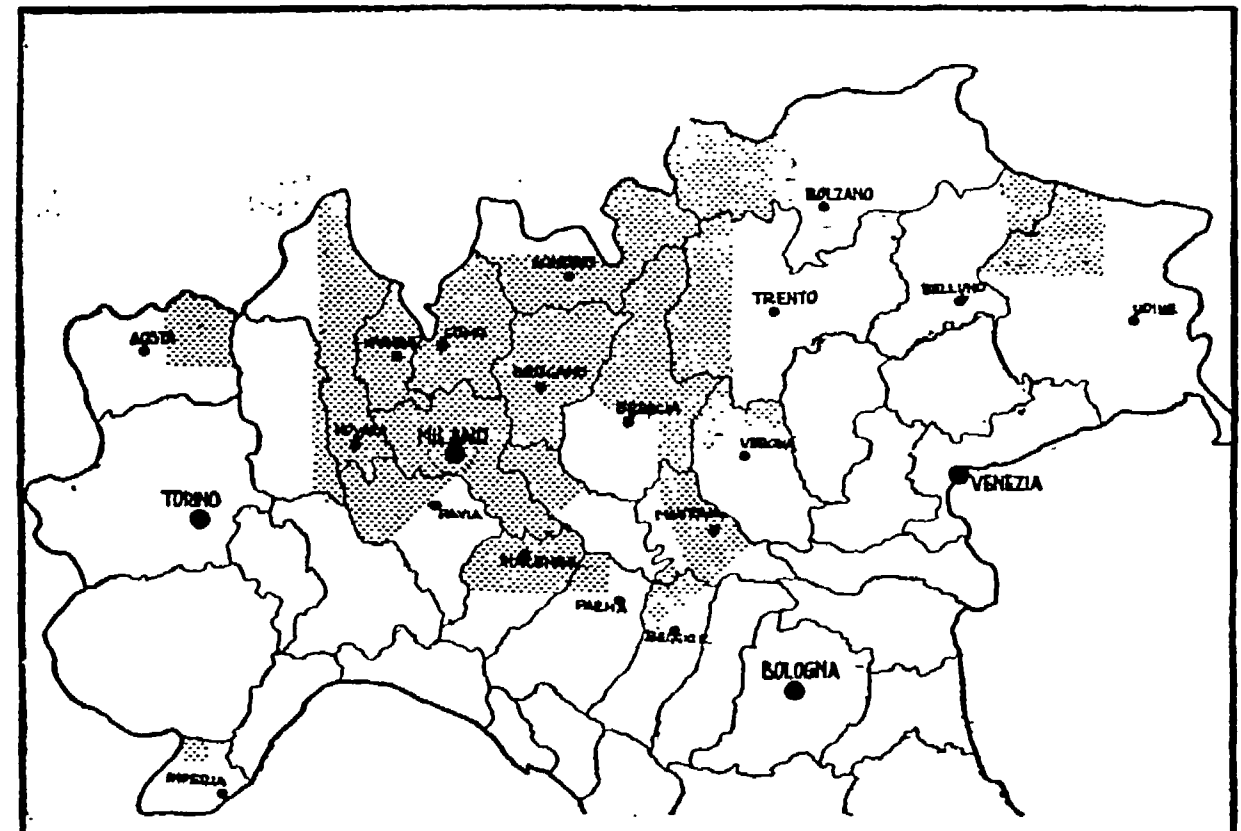 BOLZANO
SONDRIO
TRENTO
BELLUNO
UDINE
AOSTA
VARESE
COMO
BERGAMO
BRESCIA
NOVARA
MILANO
VERONA
VENEZIA
TORINO
PAVIA
MANTOVA
PIACENZA
PARMA
BOLOGNA
IMPERIA